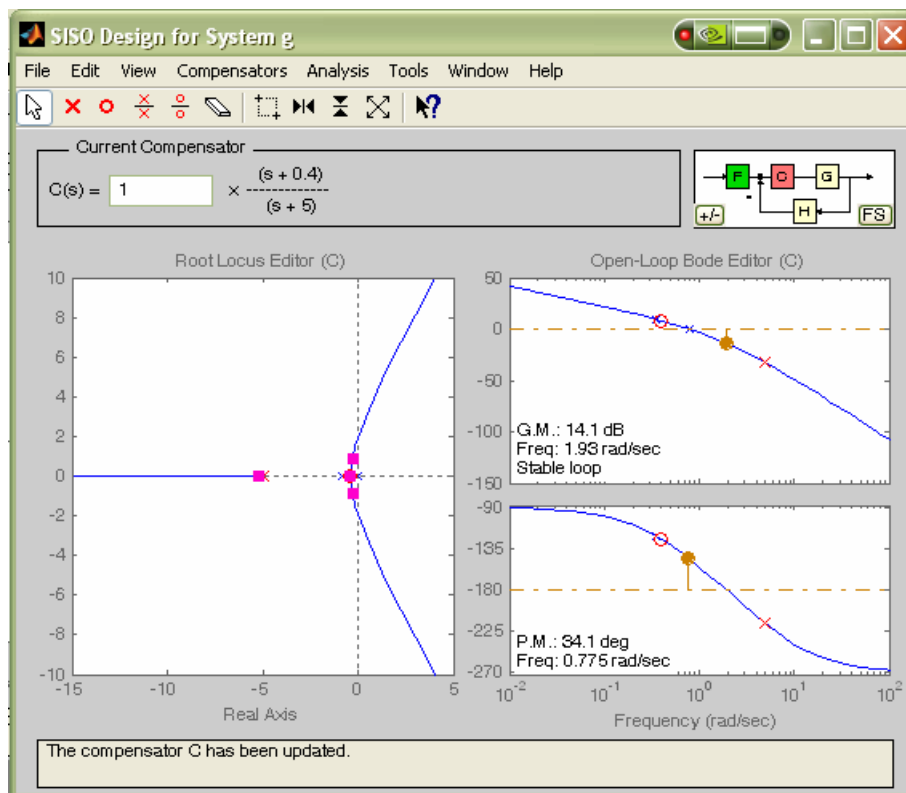 SISO Design for System g
File Edit View Compensators Analysis Tools Window Help
Current Compensator
C(s) = 1 × (s + 0.4)
(s + 5)
F C G
H
+/- FS
Root Locus Editor (C)
10
8
6
4
2
0
-2
-4
-6
-8
-10
-15 -10 -5 0 5
Real Axis
Open-Loop Bode Editor (C)
50
0
-50
-100
-150
G.M.: 14.1 dB
Freq: 1.93 rad/sec
Stable loop
-90
-135
-180
-225
-270
P.M.: 34.1 deg
Freq: 0.775 rad/sec
10^-2 10^-1 10^0 10^1 10^2
Frequency (rad/sec)
The compensator C has been updated.